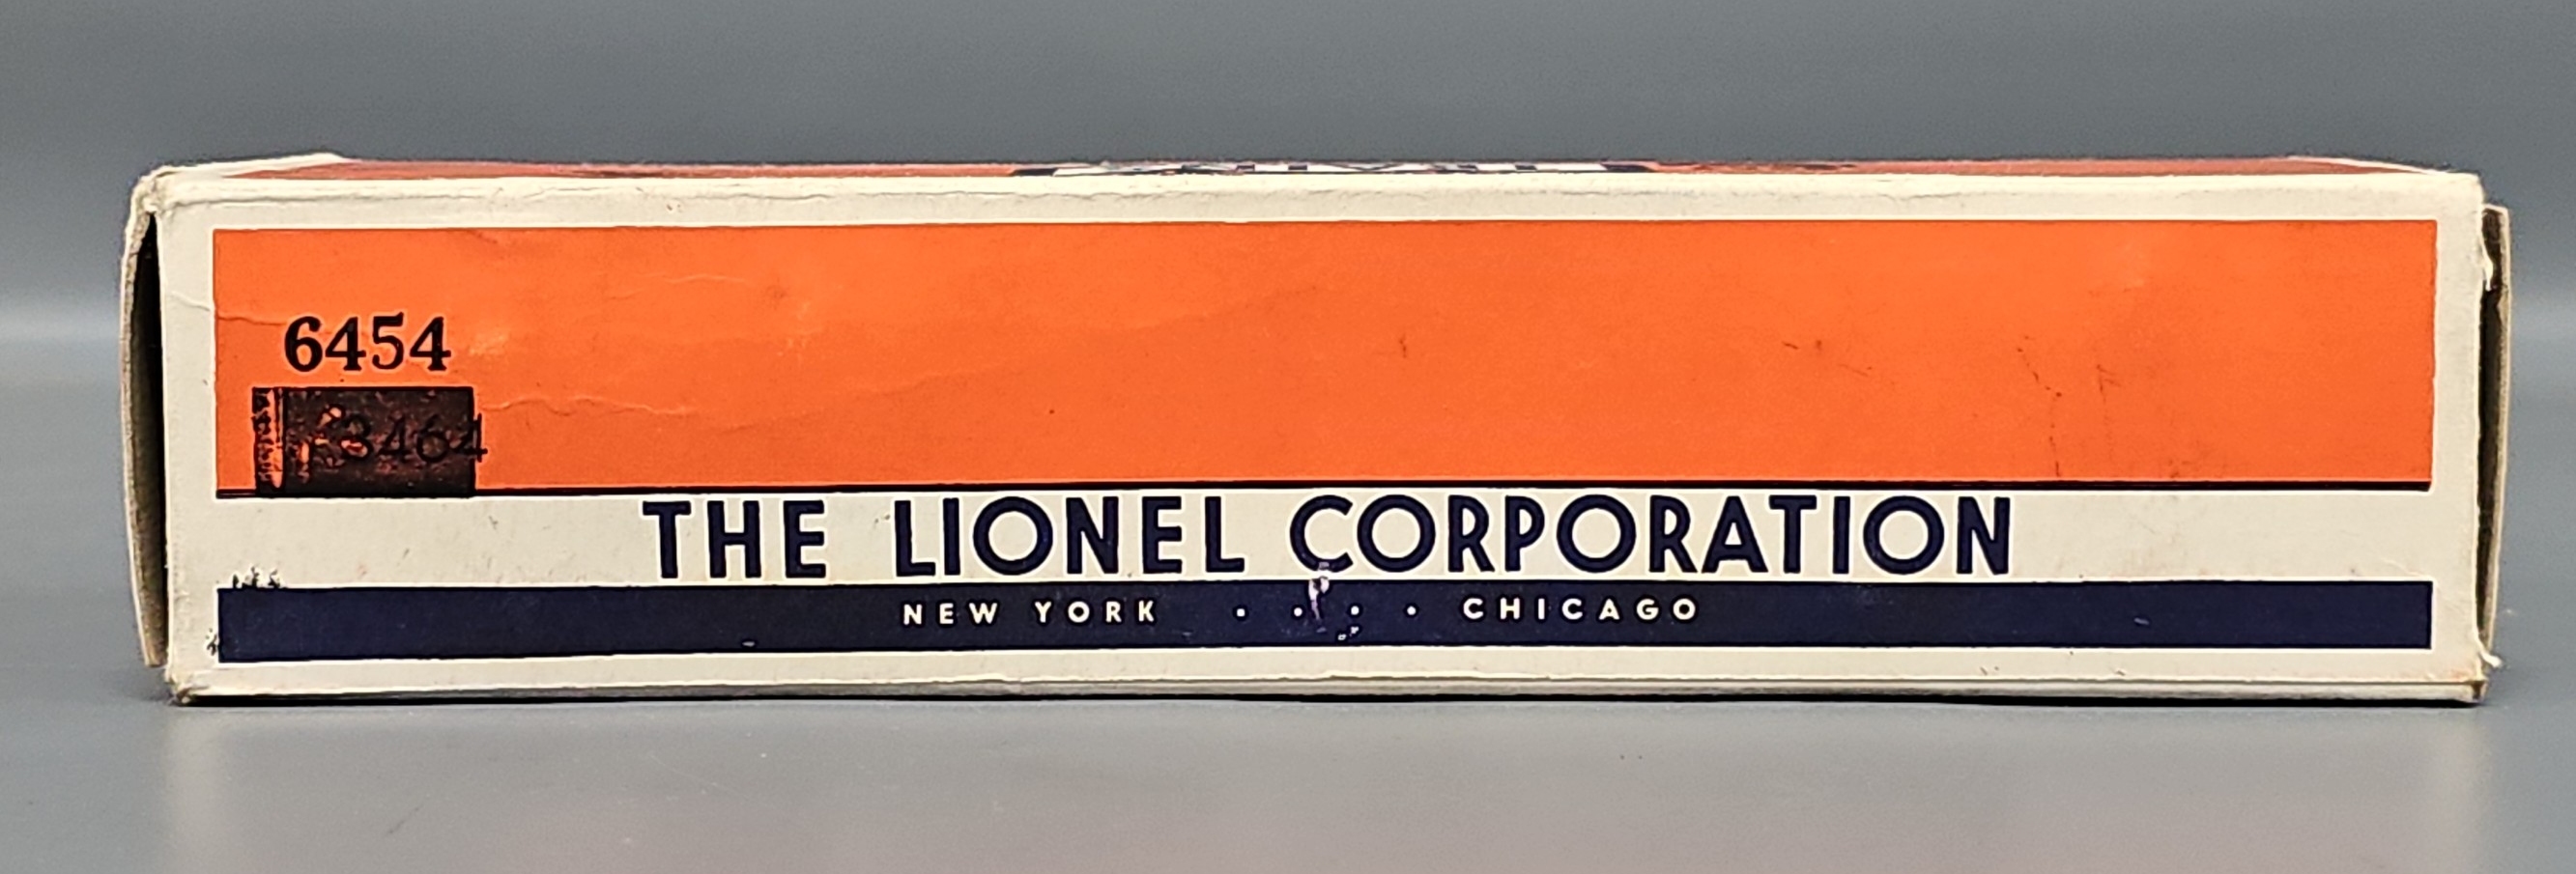 6454
3464
THE LIONEL CORPORATION
NEW YORK . . . . CHICAGO